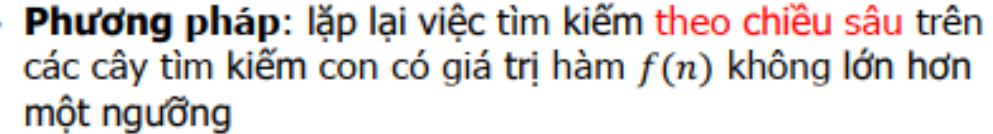 Phương pháp: lặp lại việc tìm kiếm theo chiều sâu trên
các cây tìm kiếm con có giá trị hàm f(n) không lớn hơn
một ngưỡng